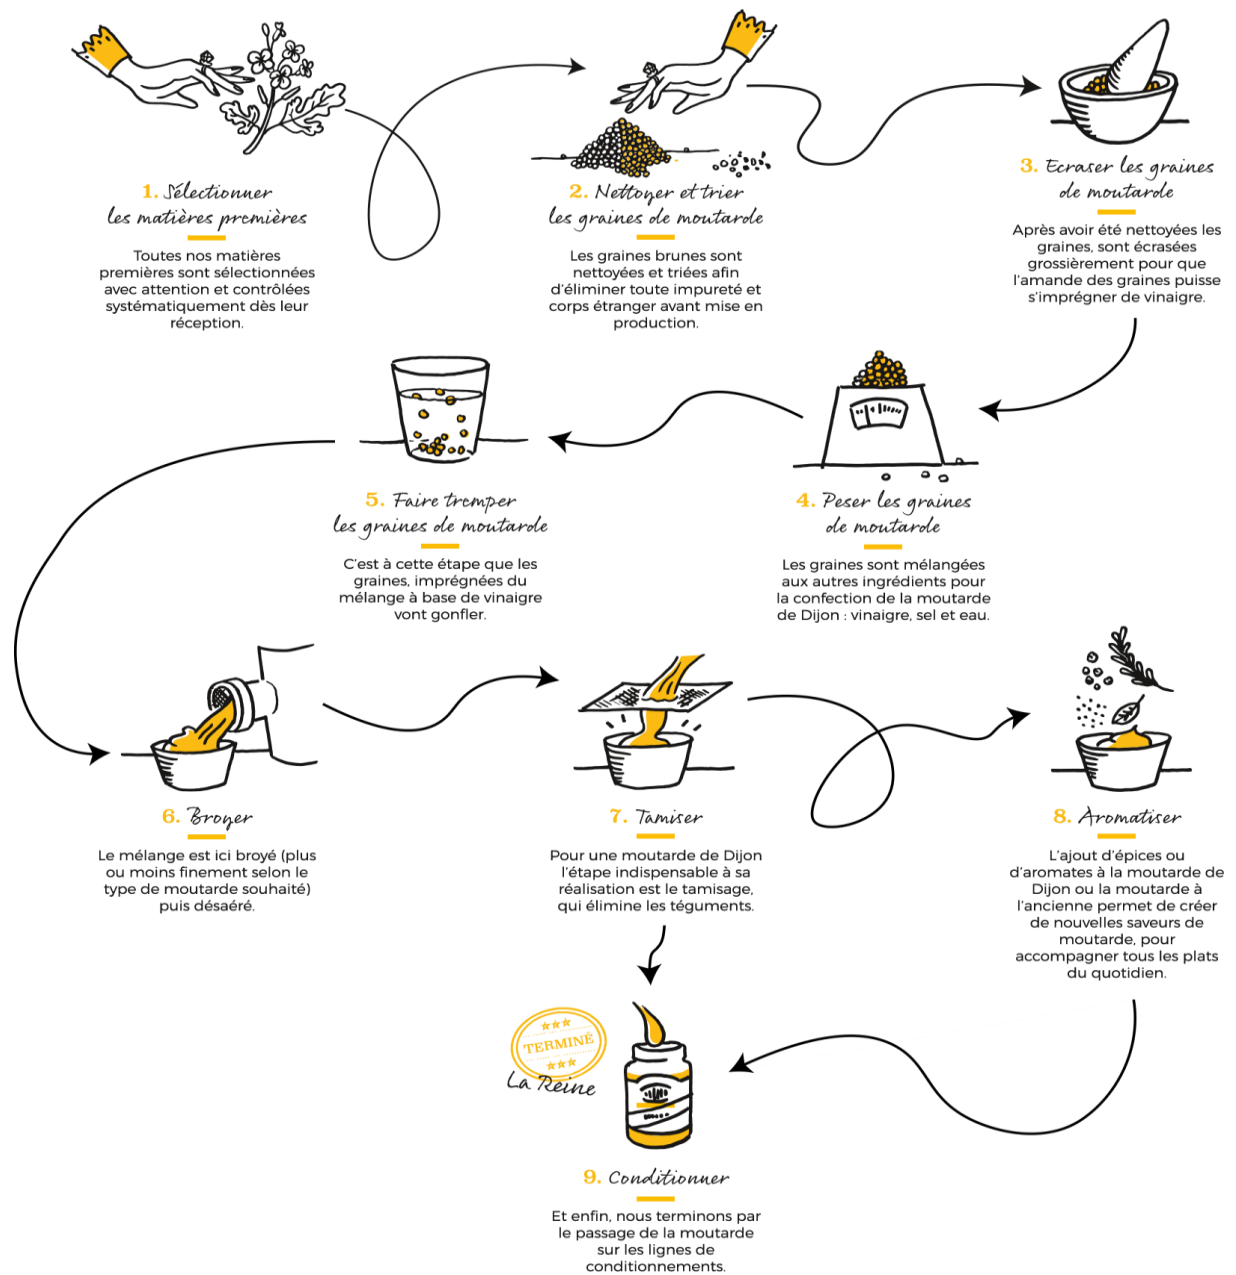 1. Sélectionner
les matières premières
Toutes nos matières
premières sont sélectionnées
avec attention et contrôlées
systématiquement dès leur
réception.
2. Nettoyer et trier
les graines de moutarde
Les graines brunes sont
nettoyées et triées afin
d'éliminer toute impureté et
corps étranger avant mise en
production.
3. Ecraser les graines
de moutarde
Après avoir été nettoyées les
graines, sont écrasées
grossièrement pour que
l'amande des graines puisse
s'imprégner de vinaigre.
4. Peser les graines
de moutarde
Les graines sont mélangées
aux autres ingrédients pour
la confection de la moutarde
de Dijon : vinaigre, sel et eau.
5. Faire tremper
les graines de moutarde
C'est à cette étape que les
graines, imprégnées du
mélange à base de vinaigre
vont gonfler.
6. Broyer
Le mélange est ici broyé (plus
ou moins finement selon le
type de moutarde souhaité)
puis désaéré.
7. Tamiser
Pour une moutarde de Dijon
l'étape indispensable à sa
réalisation est le tamisage,
qui élimine les téguments.
8. Aromatiser
L'ajout d'épices ou
d'aromates à la moutarde de
Dijon ou la moutarde à
l'ancienne permet de créer
de nouvelles saveurs de
moutarde, pour
accompagner tous les plats
du quotidien.
TERMINÉ
La Reine
9. Conditionner
Et enfin, nous terminons par
le passage de la moutarde
sur les lignes de
conditionnements.